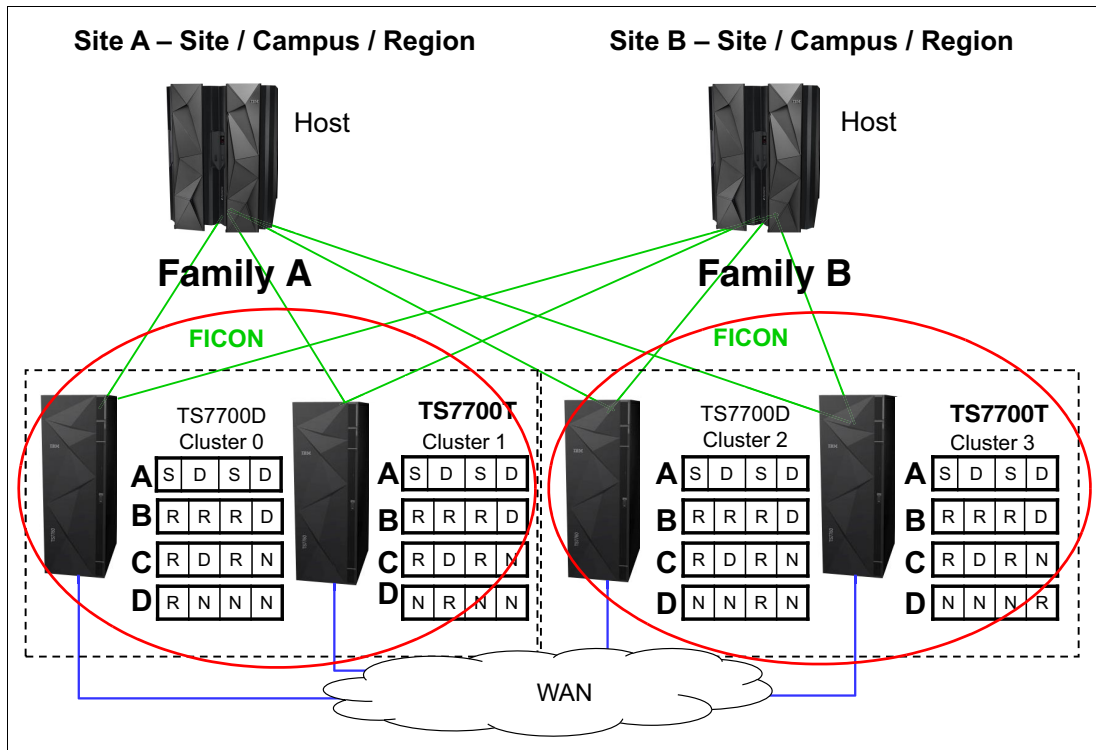 Site A – Site / Campus / Region
Site B – Site / Campus / Region
Host
Host
Family A
Family B
FICON
FICON
TS7700D
Cluster 0
A S D S D
B R R R D
C R D R N
D R N N N
TS7700T
Cluster 1
A S D S D
B R R R D
C R D R N
D N R N N
TS7700D
Cluster 2
A S D S D
B R R R D
C R D R N
D N N R N
TS7700T
Cluster 3
A S D S D
B R R R D
C R D R N
D N N N R
WAN